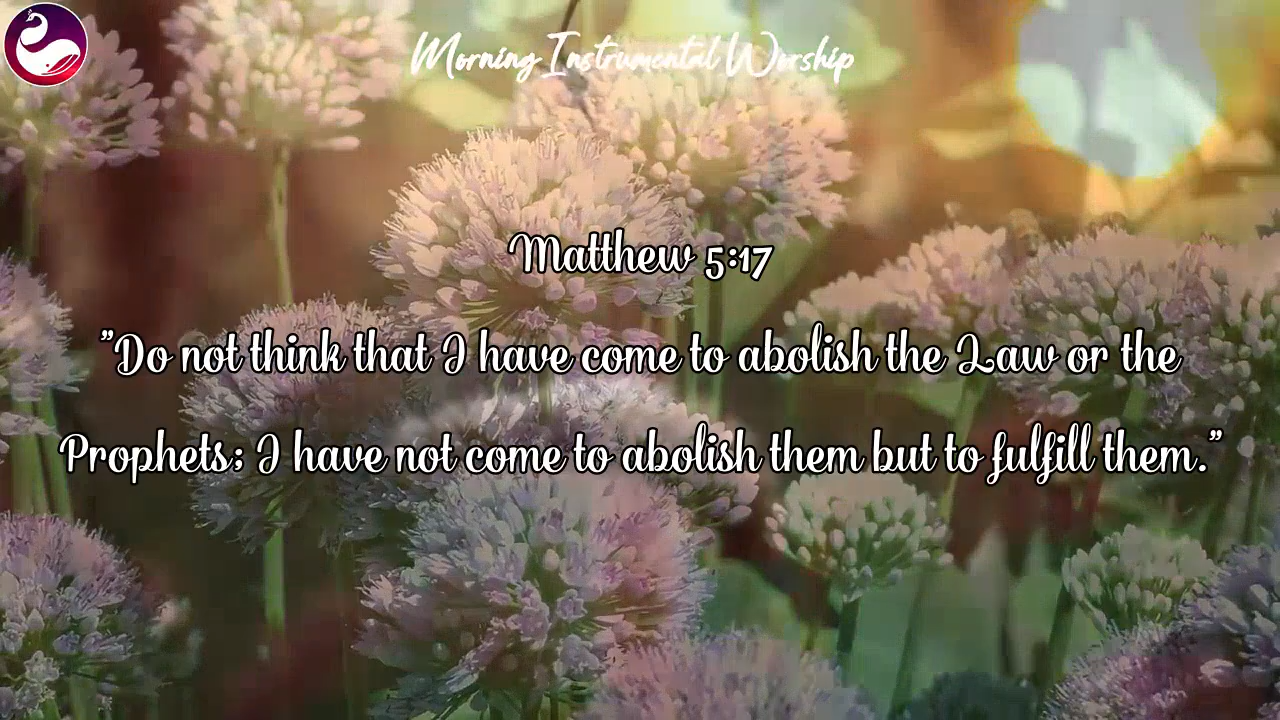 Morning Instrumental Worship
Matthew 5:17
"Do not think that I have come to abolish the Law or the
Prophets; I have not come to abolish them but to fulfill them."